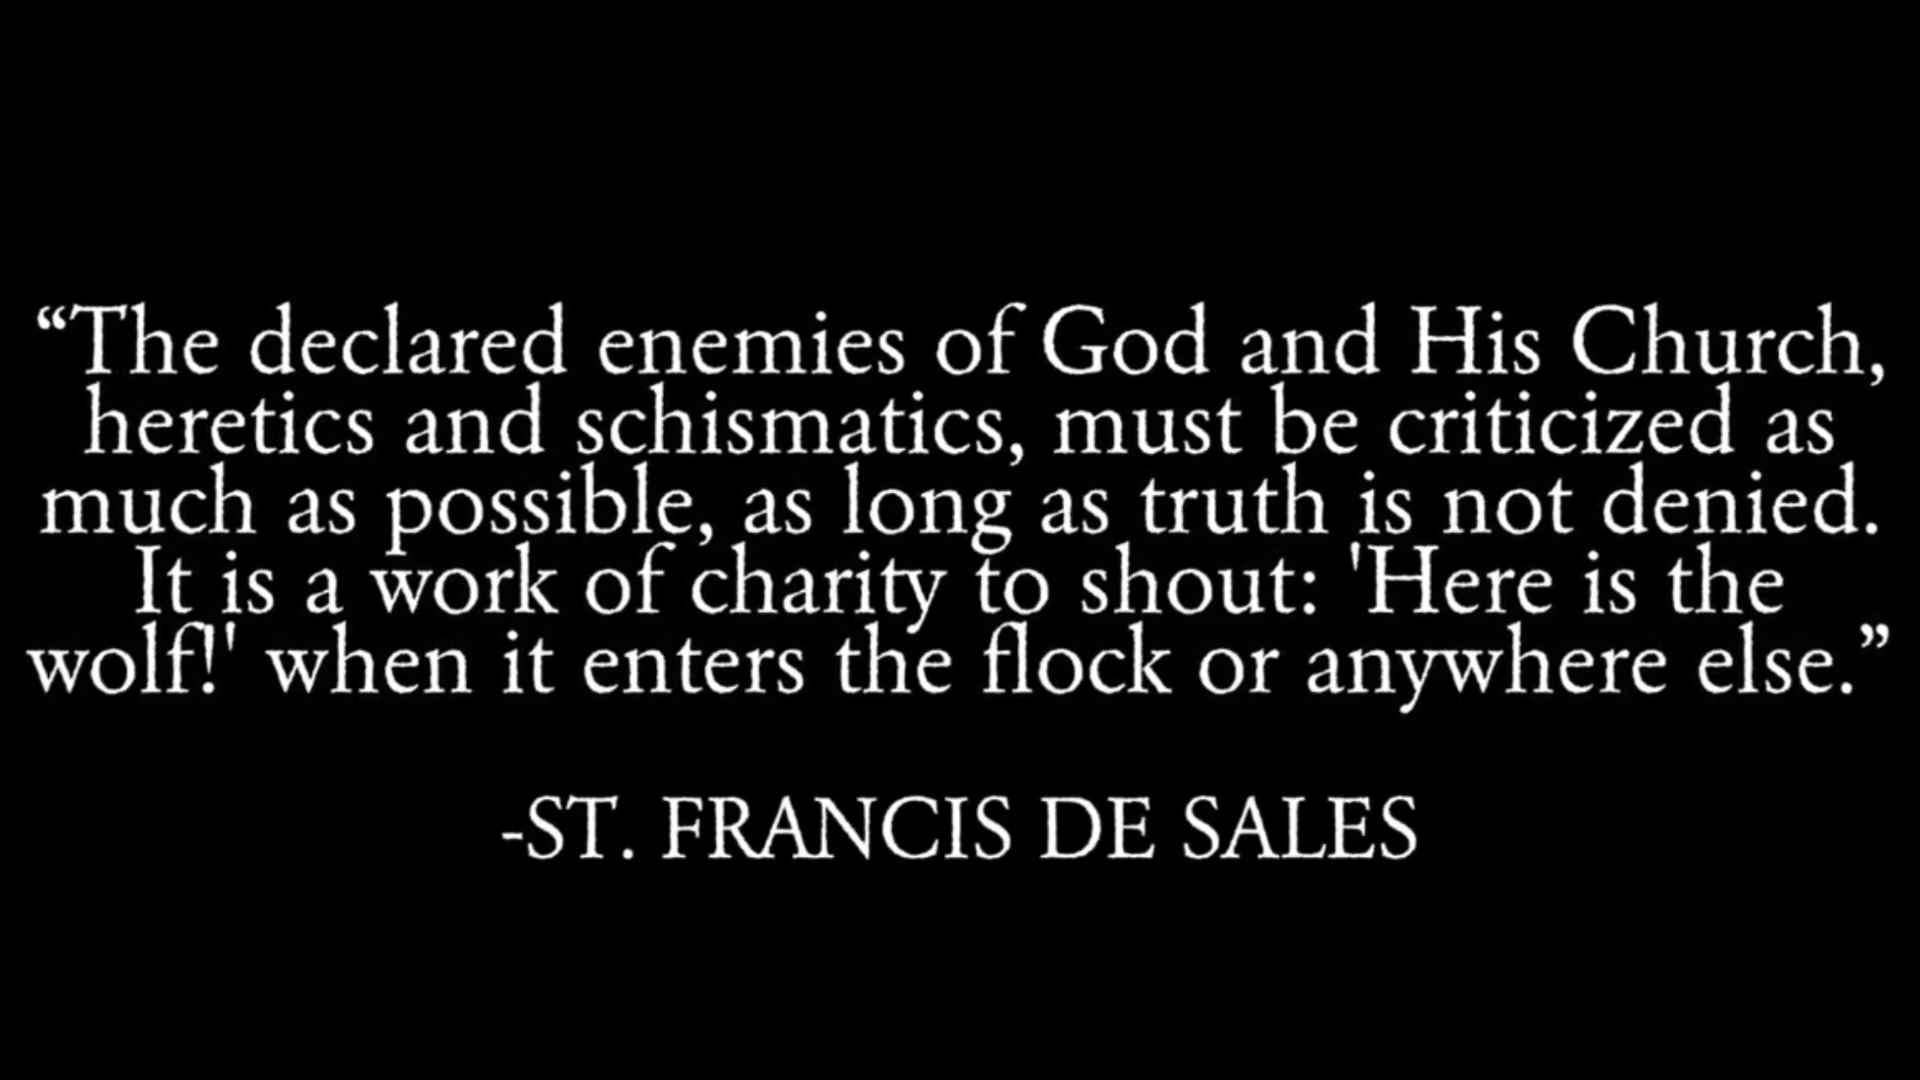 “The declared enemies of God and His Church,
heretics and schismatics, must be criticized as
much as possible, as long as truth is not denied.
It is a work of charity to shout: 'Here is the
wolf!' when it enters the flock or anywhere else.”
-ST. FRANCIS DE SALES